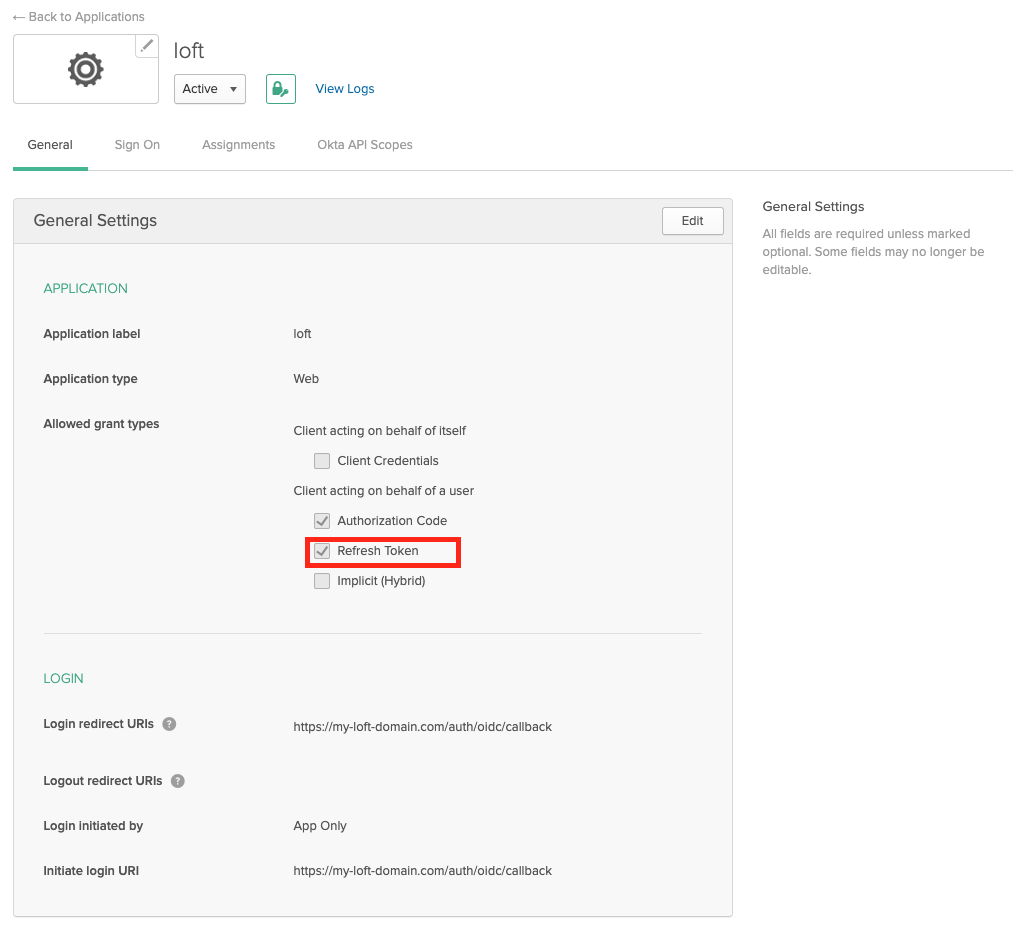 ← Back to Applications
loft
Active
View Logs
General
Sign On
Assignments
Okta API Scopes
General Settings
Edit
General Settings
All fields are required unless marked
optional. Some fields may no longer be
editable.
APPLICATION
Application label
loft
Application type
Web
Allowed grant types
Client acting on behalf of itself
Client Credentials
Client acting on behalf of a user
Authorization Code
Refresh Token
Implicit (Hybrid)
LOGIN
Login redirect URIs ?
https://my-loft-domain.com/auth/oidc/callback
Logout redirect URIs ?
Login initiated by
App Only
Initiate login URI
https://my-loft-domain.com/auth/oidc/callback